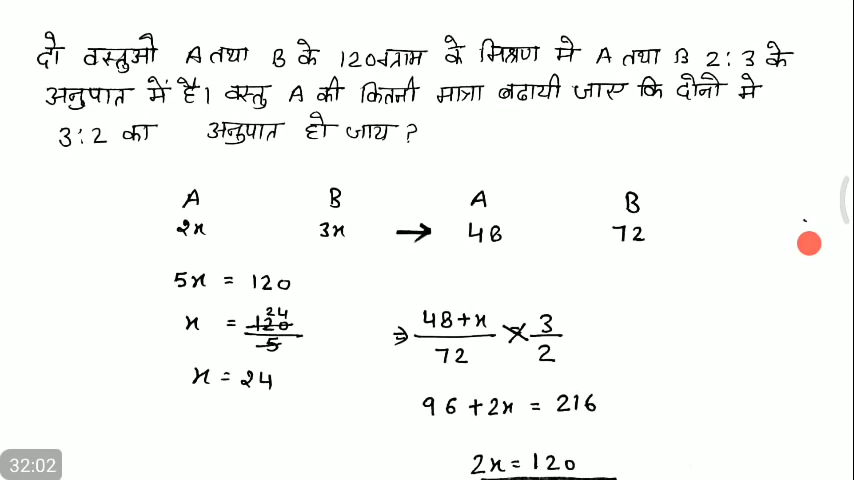 दो वस्तुओ A तथा B के 120 ग्राम के मिश्रण मे A तथा B 2:3 के
अनुपात में है। वस्तु A की कितनी मात्रा बढायी जाए कि दोनो मे
3:2 का अनुपात हो जाय ?
A B A B
2x 3x → 48 72
5x = 120
x = 120/5 24
x = 24
⇒ 48+x/72 × 3/2
96 + 2x = 216
2x = 120
32:02